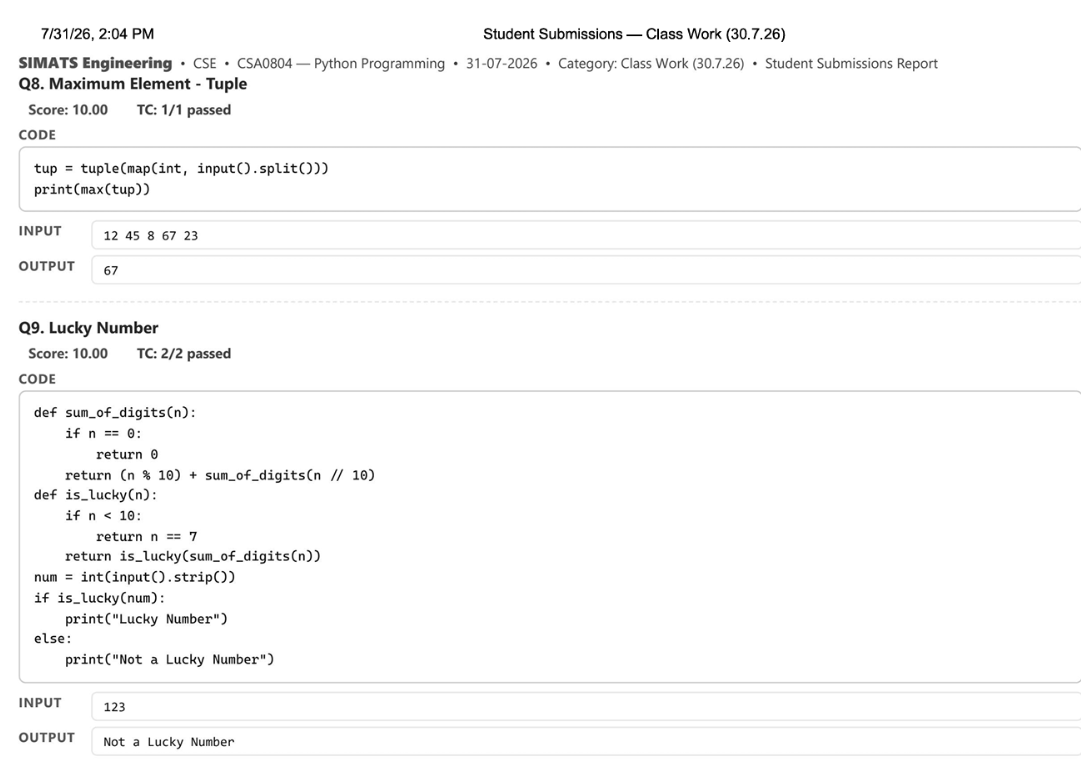 7/31/26, 2:04 PM Student Submissions — Class Work (30.7.26)
SIMATS Engineering • CSE • CSA0804 — Python Programming • 31-07-2026 • Category: Class Work (30.7.26) • Student Submissions Report
Q8. Maximum Element - Tuple
Score: 10.00 TC: 1/1 passed
CODE
tup = tuple(map(int, input().split()))
print(max(tup))
INPUT 12 45 8 67 23
OUTPUT 67
Q9. Lucky Number
Score: 10.00 TC: 2/2 passed
CODE
def sum_of_digits(n):
    if n == 0:
        return 0
    return (n % 10) + sum_of_digits(n // 10)
def is_lucky(n):
    if n < 10:
        return n == 7
    return is_lucky(sum_of_digits(n))
num = int(input().strip())
if is_lucky(num):
    print("Lucky Number")
else:
    print("Not a Lucky Number")
INPUT 123
OUTPUT Not a Lucky Number